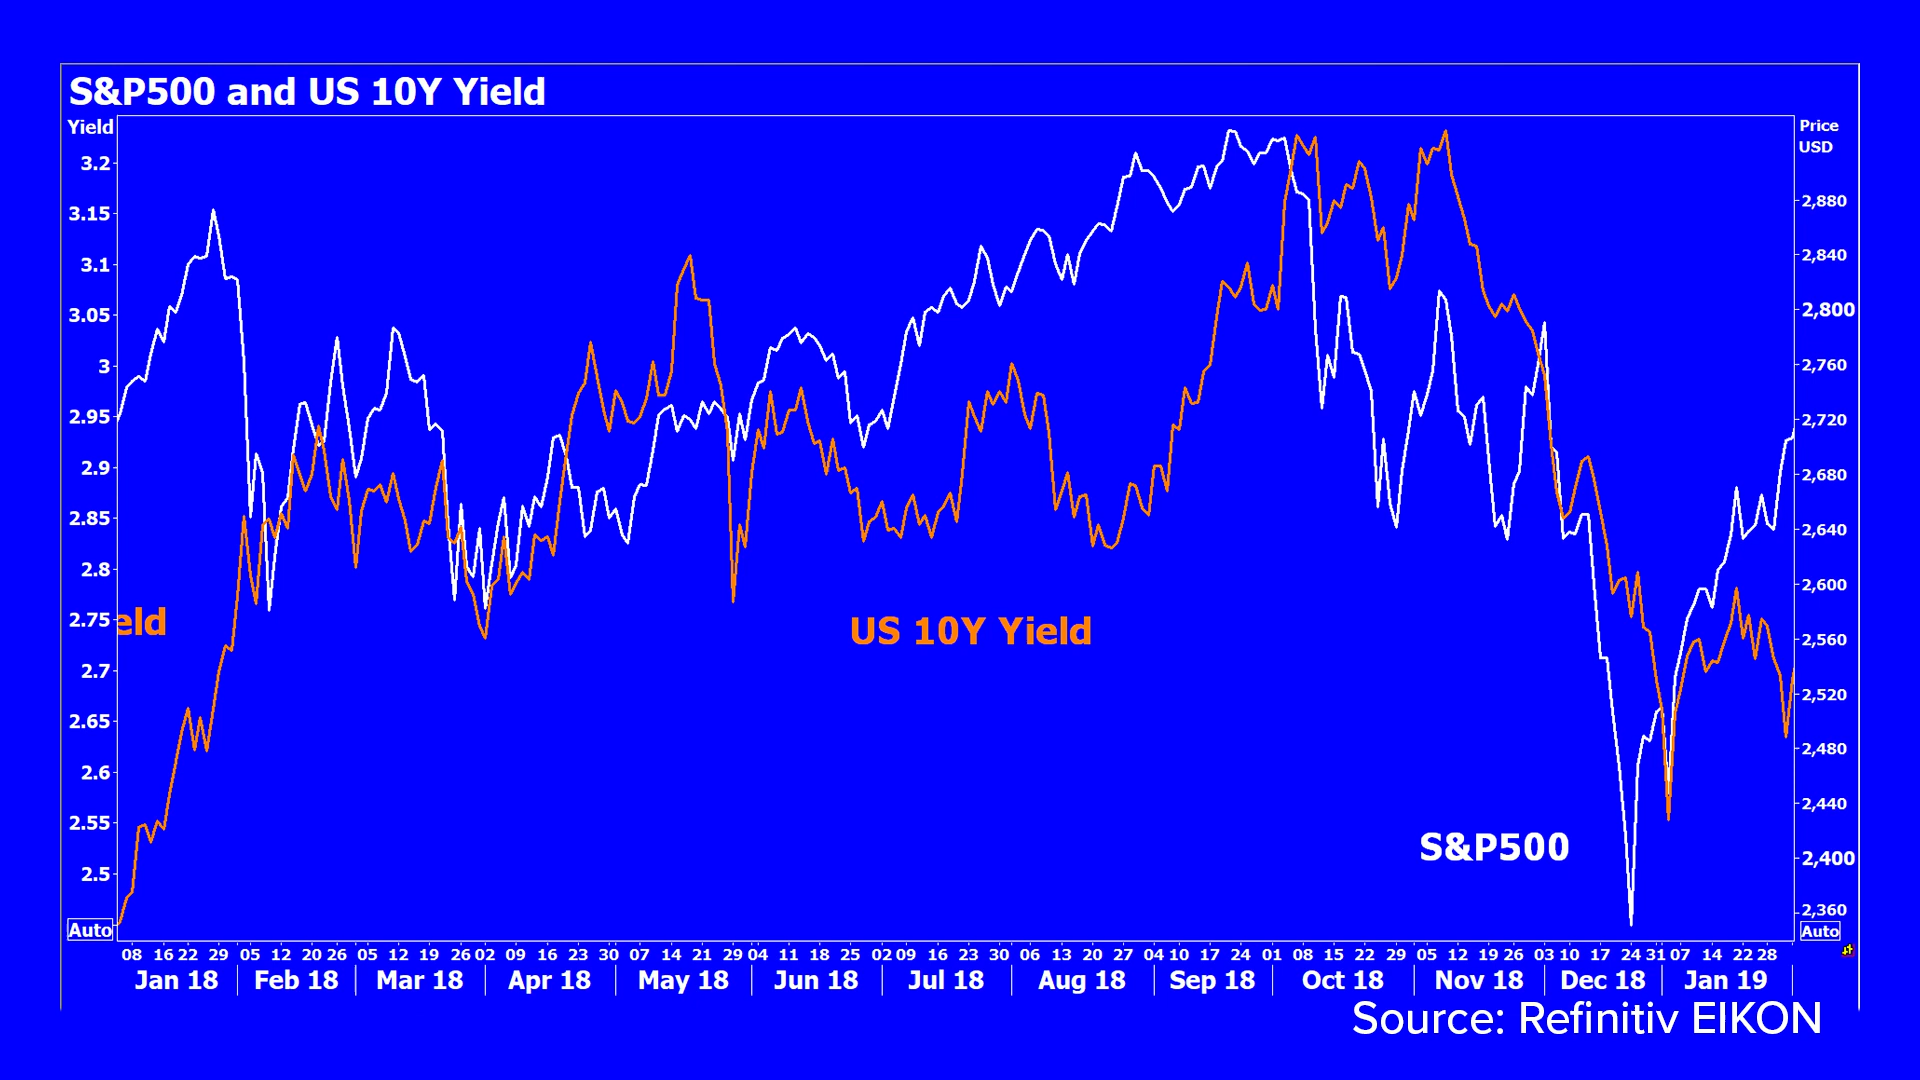 S&P500 and US 10Y Yield
Yield
3.2
3.15
3.1
3.05
3
2.95
2.9
2.85
2.8
2.75
2.7
2.65
2.6
2.55
2.5
Auto
Price
USD
2,880
2,840
2,800
2,760
2,720
2,680
2,640
2,600
2,560
2,520
2,480
2,440
2,400
2,360
Auto
eld
US 10Y Yield
S&P500
08 16 22 29 05 12 20 26 05 12 19 26 02 09 16 23 30 07 14 21 29 04 11 18 25 02 09 16 23 30 06 13 20 27 04 10 17 24 01 08 15 22 29 05 12 19 26 03 10 17 24 31 07 14 22 28
Jan 18 Feb 18 Mar 18 Apr 18 May 18 Jun 18 Jul 18 Aug 18 Sep 18 Oct 18 Nov 18 Dec 18 Jan 19
Source: Refinitiv EIKON